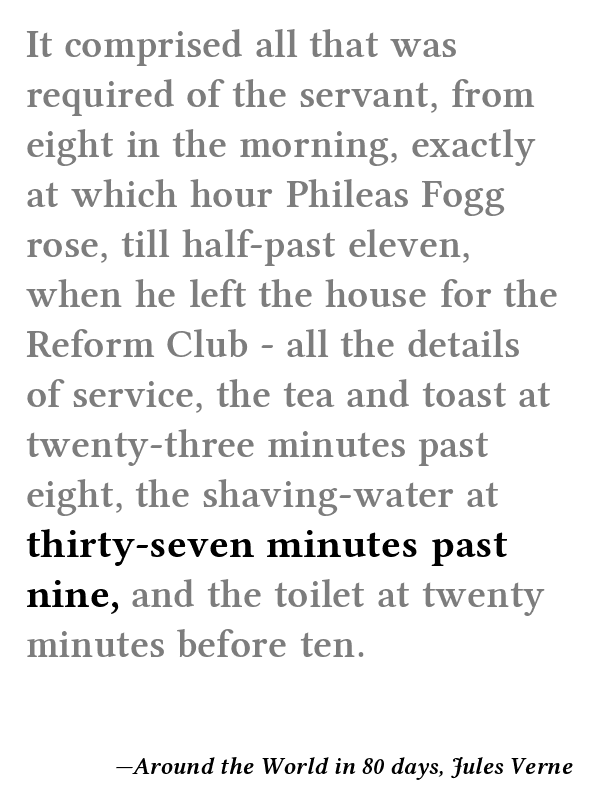 It comprised all that was
required of the servant, from
eight in the morning, exactly
at which hour Phileas Fogg
rose, till half-past eleven,
when he left the house for the
Reform Club - all the details
of service, the tea and toast at
twenty-three minutes past
eight, the shaving-water at
thirty-seven minutes past
nine, and the toilet at twenty
minutes before ten.
—Around the World in 80 days, Jules Verne